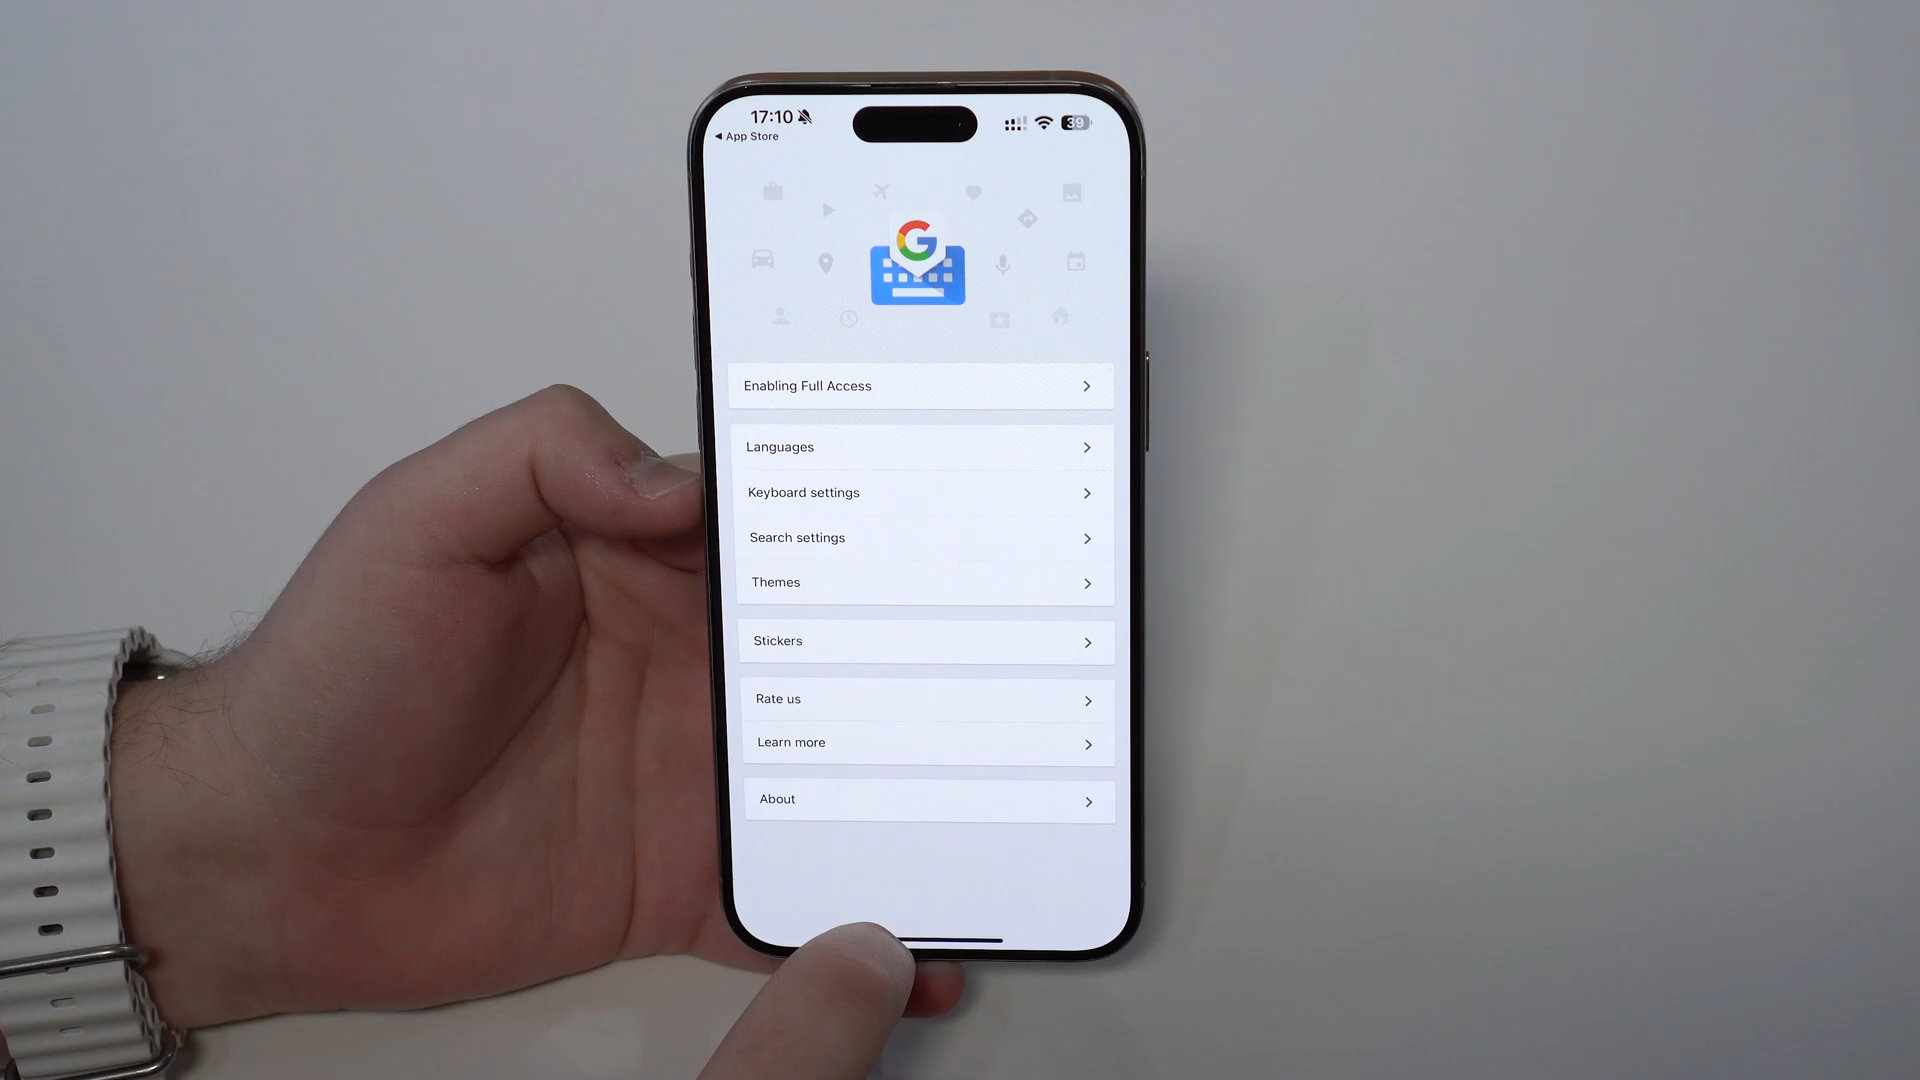 17:10
39
App Store
G
Enabling Full Access
Languages
Keyboard settings
Search settings
Themes
Stickers
Rate us
Learn more
About